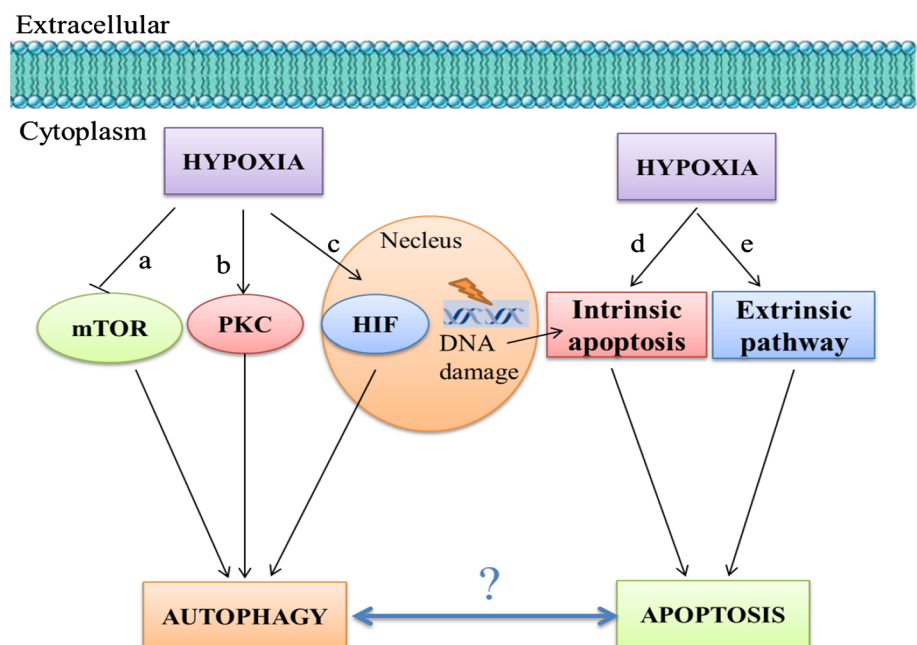 Extracellular
Cytoplasm
HYPOXIA
HYPOXIA
a
b
c
Necleus
d
e
mTOR
PKC
HIF
DNA
damage
Intrinsic
apoptosis
Extrinsic
pathway
?
AUTOPHAGY
APOPTOSIS